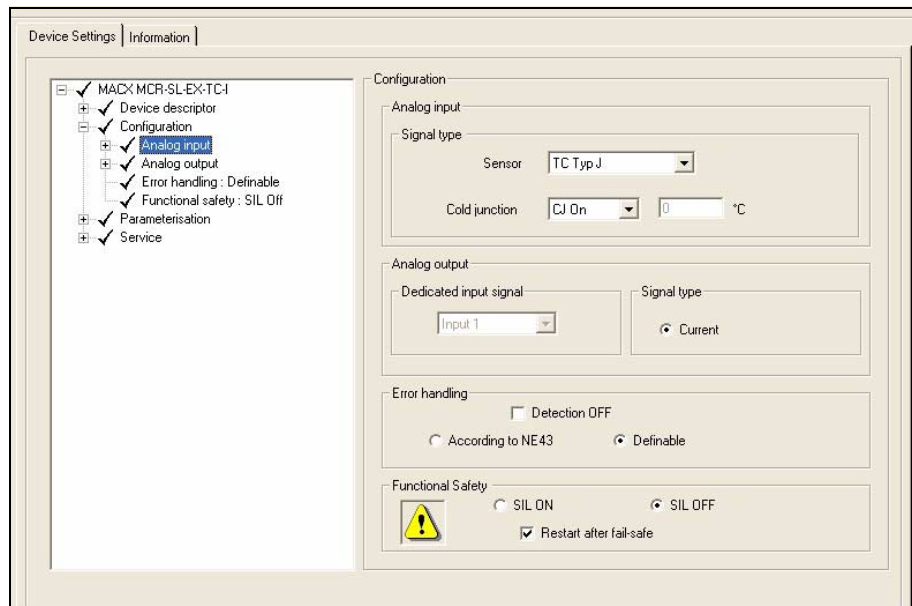 Device Settings
Information
MACX MCR-SL-EX-TC-I
Device descriptor
Configuration
Analog input
Analog output
Error handling : Definable
Functional safety : SIL Off
Parameterisation
Service
Configuration
Analog input
Signal type
Sensor
TC Typ J
Cold junction
CJ On
0
°C
Analog output
Dedicated input signal
Input 1
Signal type
Current
Error handling
Detection OFF
According to NE43
Definable
Functional Safety
SIL ON
SIL OFF
Restart after fail-safe